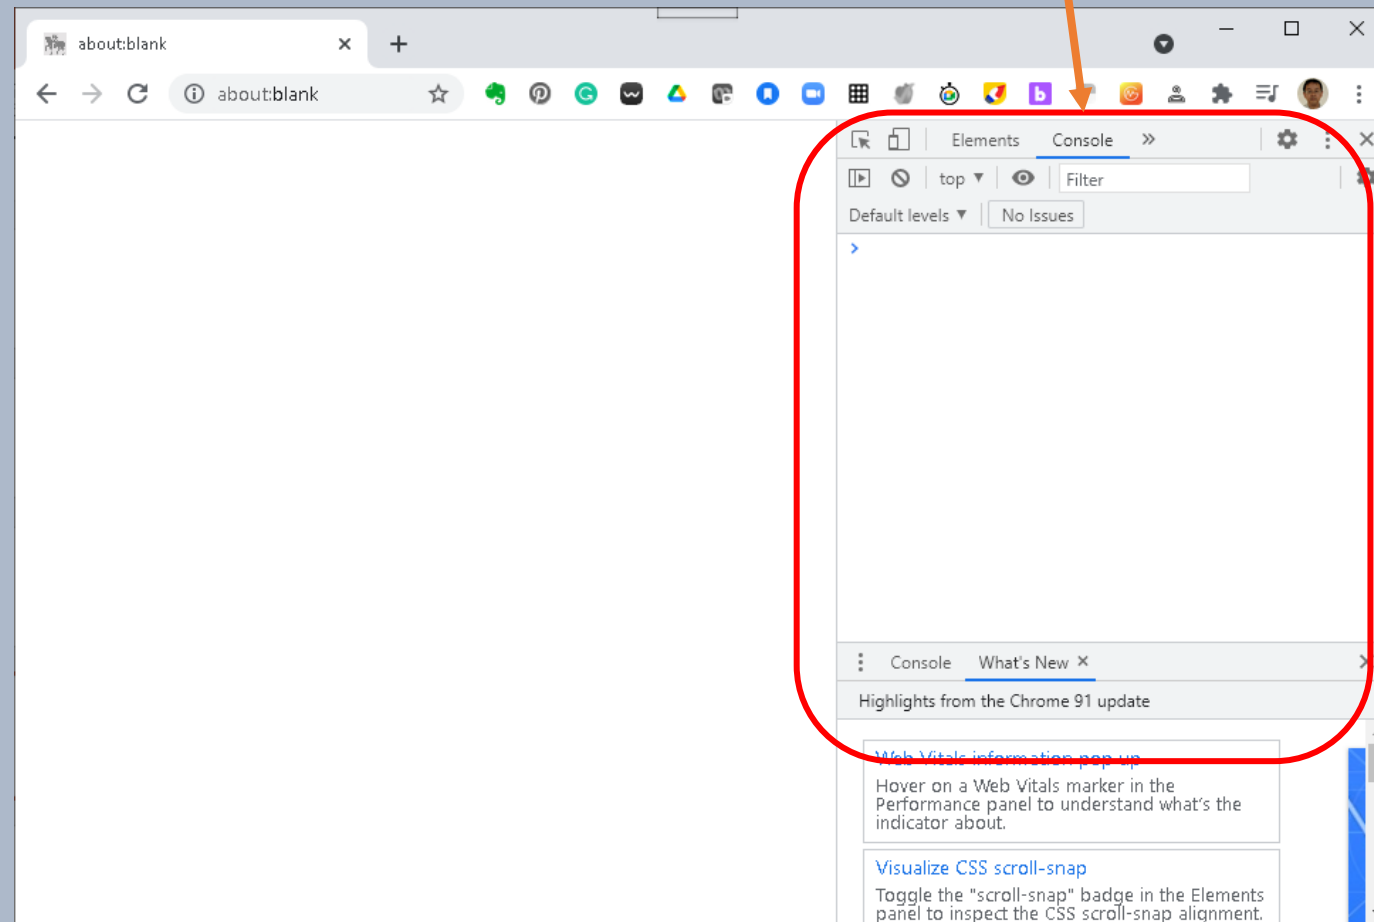 about:blank
about:blank
Elements Console
top Filter
Default levels No Issues
Console What's New
Highlights from the Chrome 91 update
Web Vitals information pop up
Hover on a Web Vitals marker in the
Performance panel to understand what's the
indicator about.
Visualize CSS scroll-snap
Toggle the "scroll-snap" badge in the Elements
panel to inspect the CSS scroll-snap alignment.